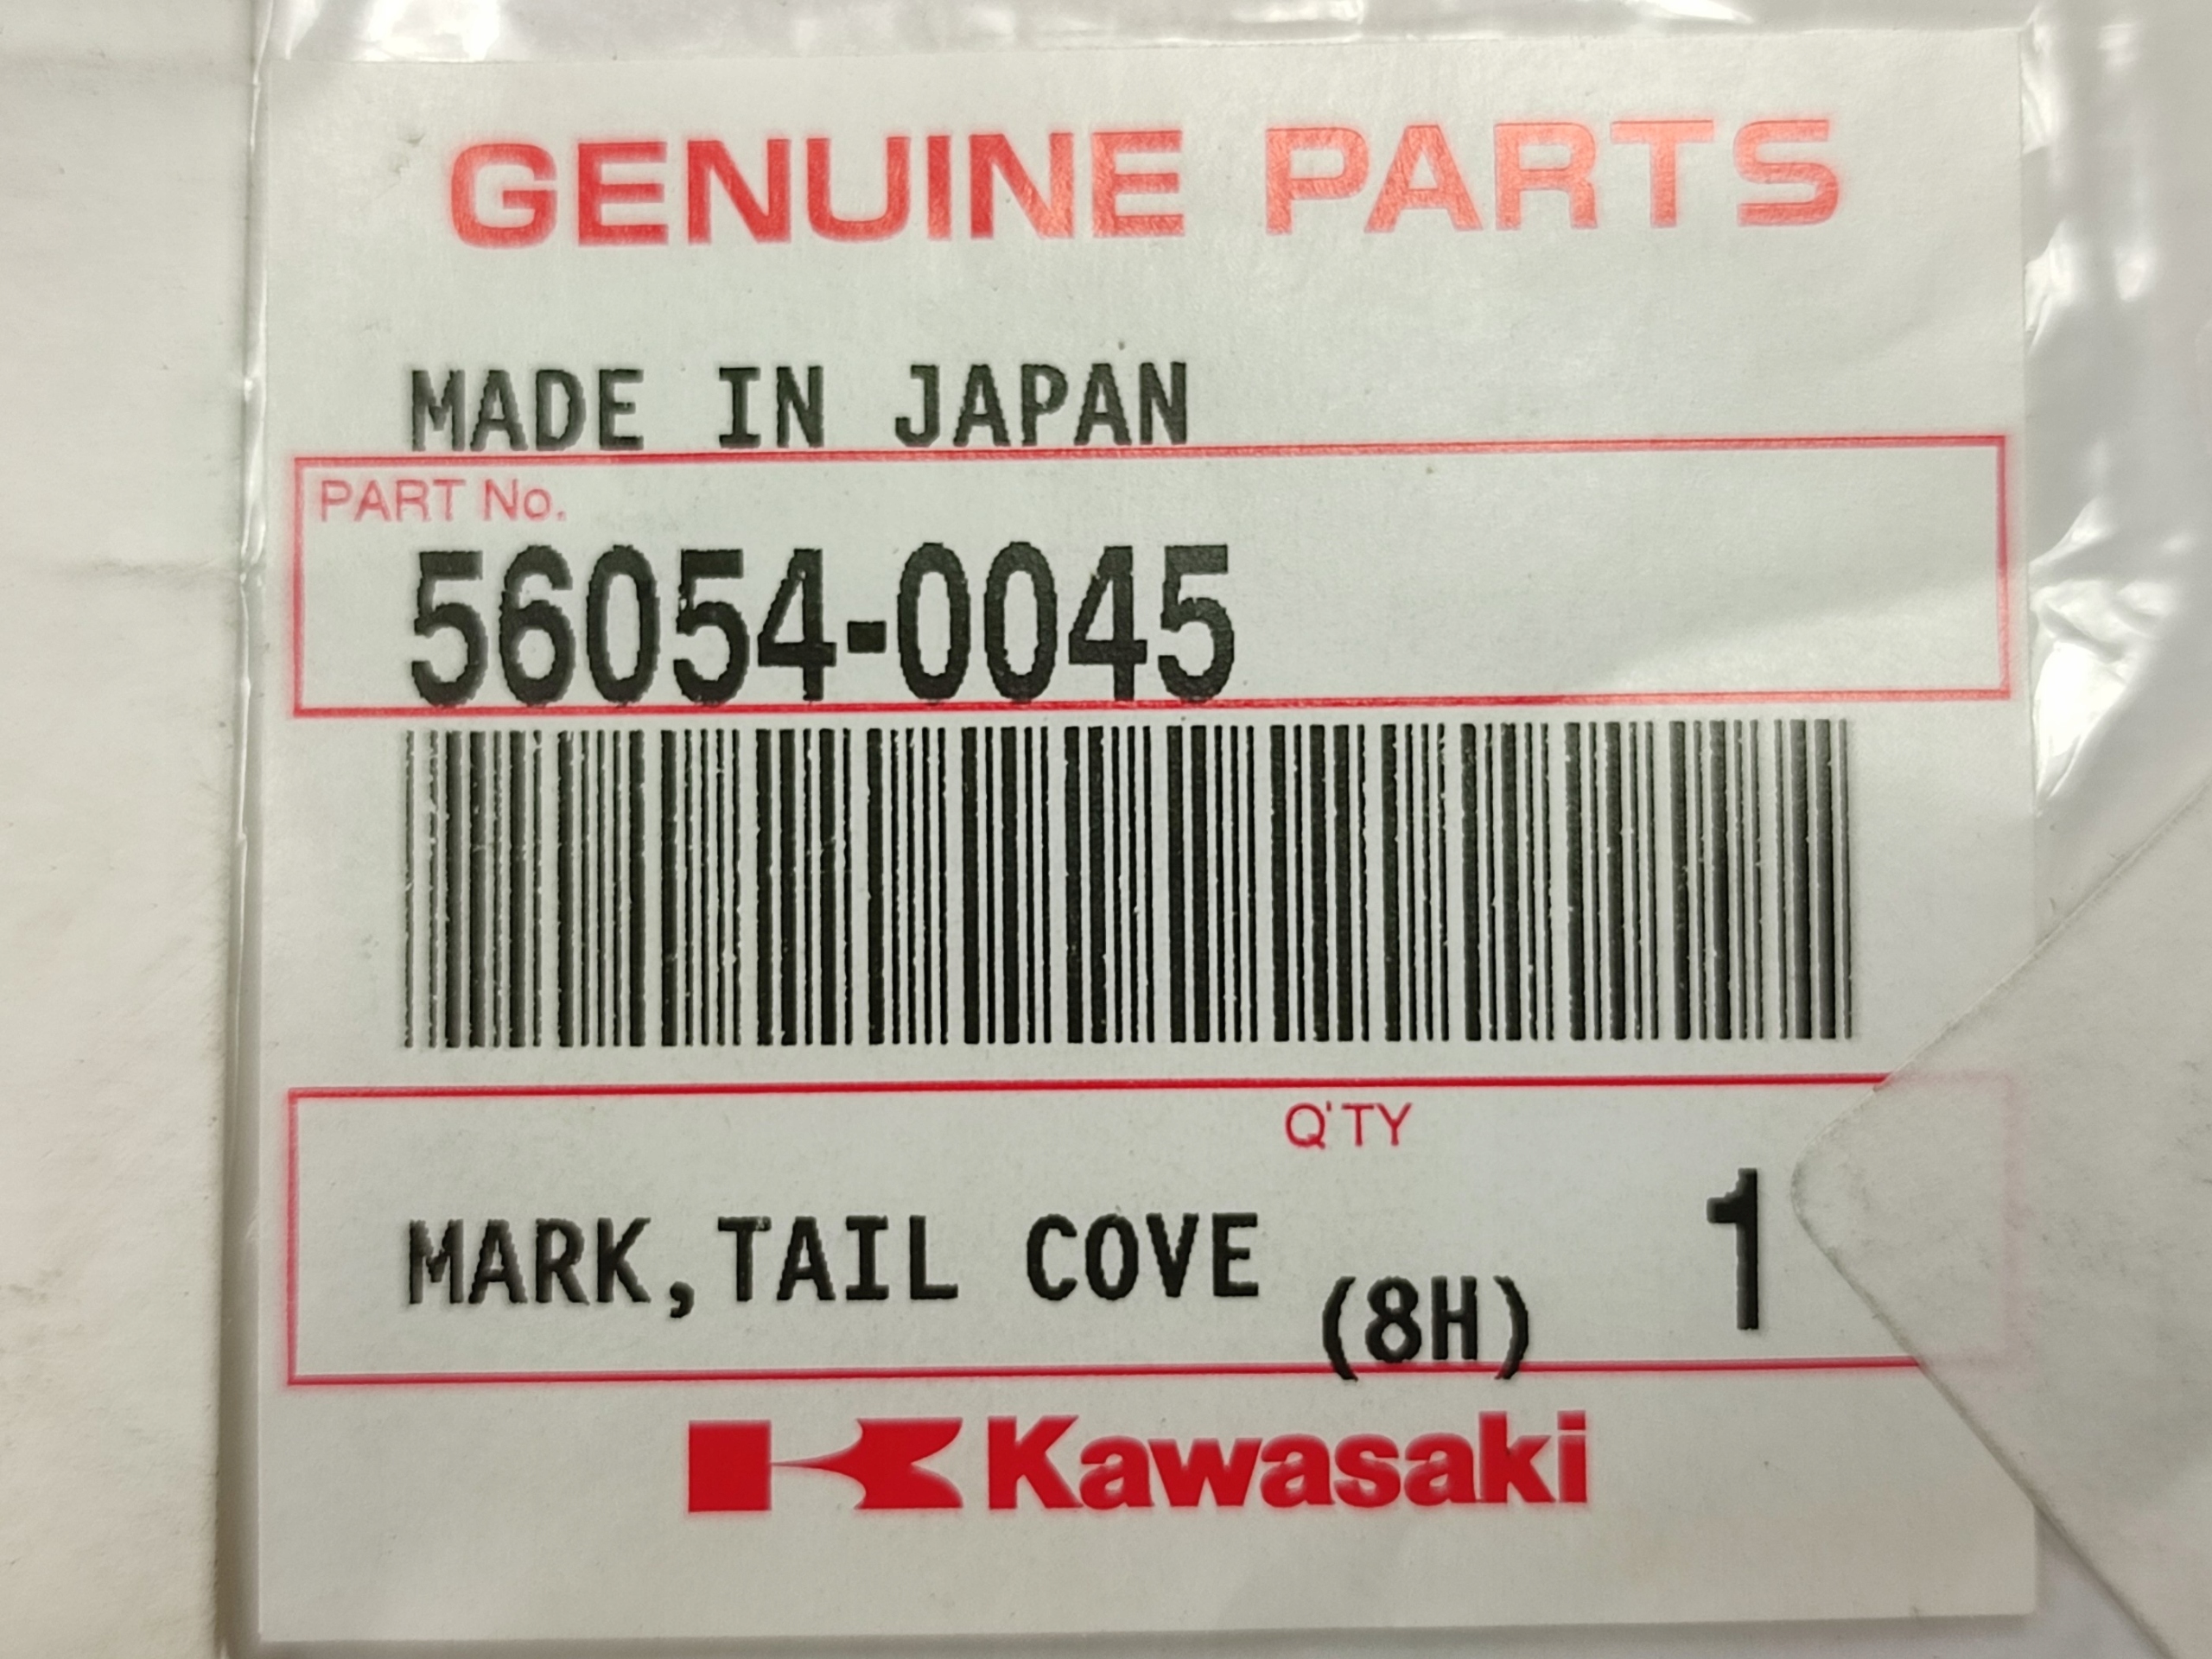 GENUINE PARTS
MADE IN JAPAN
PART No.
56054-0045
Q'TY
MARK,TAIL COVE (8H) 1
Kawasaki